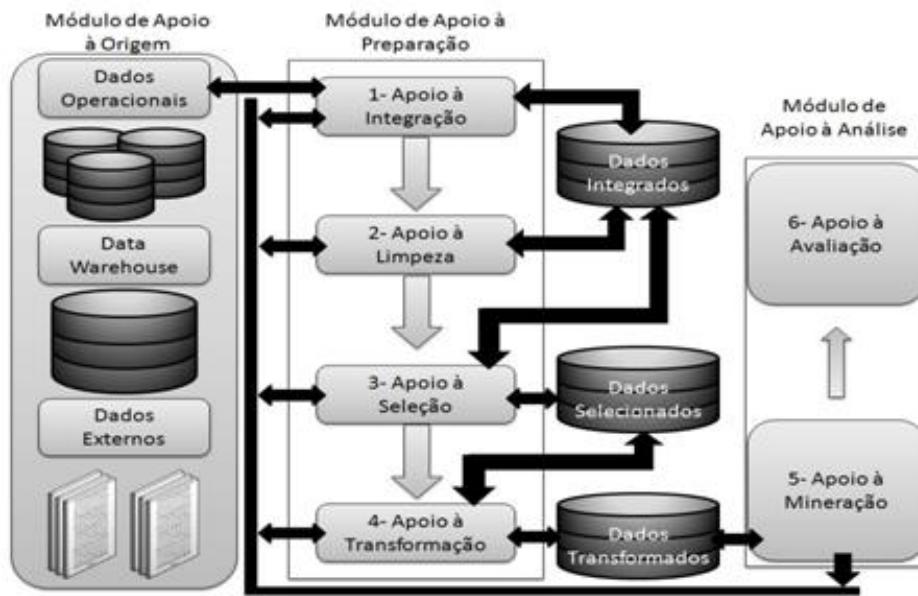 Módulo de Apoio
à Origem
Dados
Operacionais
Data
Warehouse
Dados
Externos
Módulo de Apoio à
Preparação
1- Apoio à
Integração
2- Apoio à
Limpeza
3- Apoio à
Seleção
4- Apoio à
Transformação
Dados
Integrados
Dados
Selecionados
Dados
Transformados
Módulo de
Apoio à Análise
6- Apoio à
Avaliação
5- Apoio à
Mineração